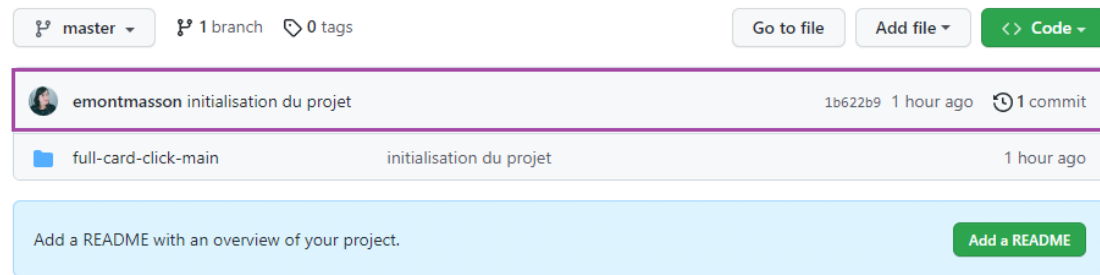 master 1 branch 0 tags Go to file Add file <> Code
emontmasson initialisation du projet 1b622b9 1 hour ago 1 commit
full-card-click-main initialisation du projet 1 hour ago
Add a README with an overview of your project. Add a README